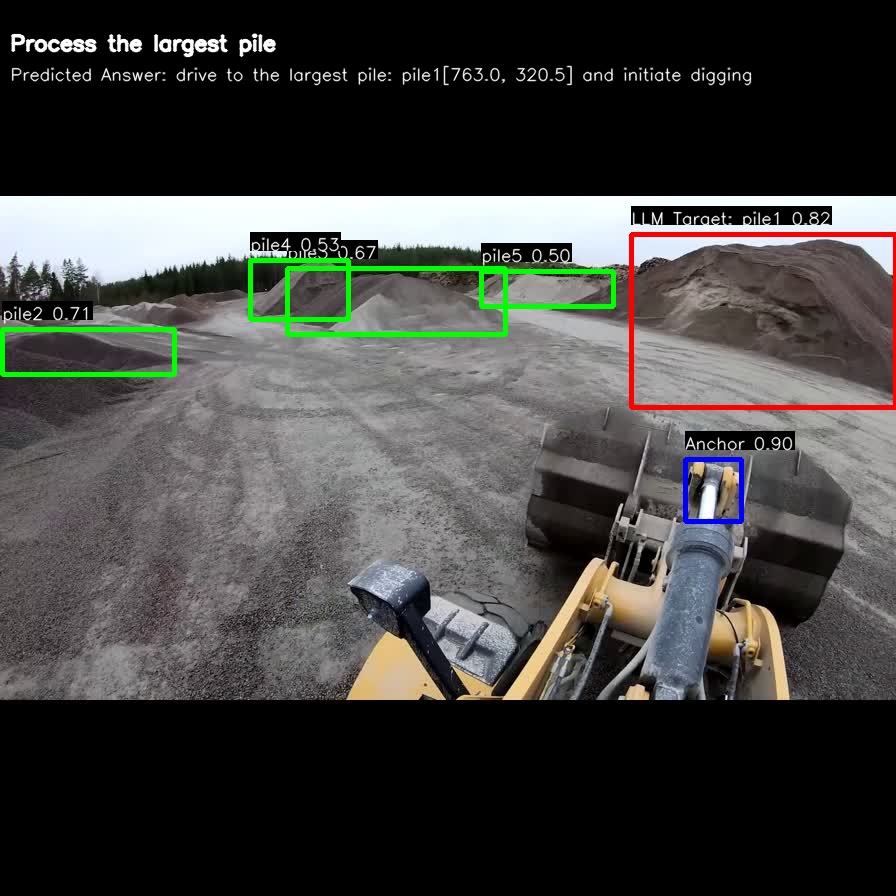 Process the largest pile
Predicted Answer: drive to the largest pile: pile1[763.0, 320.5] and initiate digging
LLM Target: pile1 0.82
pile4 0.53
pile3 0.67
pile5 0.50
pile2 0.71
Anchor 0.90